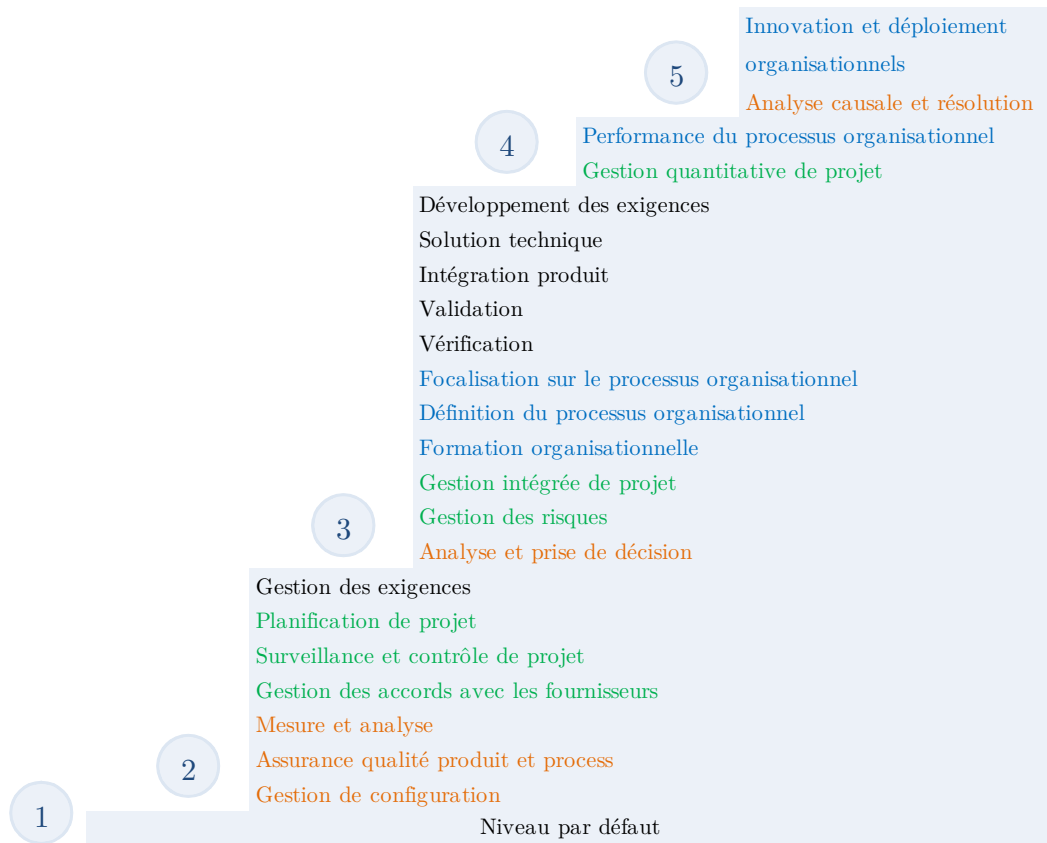 Innovation et déploiement
organisationnels
5
Analyse causale et résolution
Performance du processus organisationnel
4
Gestion quantitative de projet
Développement des exigences
Solution technique
Intégration produit
Validation
Vérification
Focalisation sur le processus organisationnel
Définition du processus organisationnel
Formation organisationnelle
Gestion intégrée de projet
Gestion des risques
3
Analyse et prise de décision
Gestion des exigences
Planification de projet
Surveillance et contrôle de projet
Gestion des accords avec les fournisseurs
Mesure et analyse
Assurance qualité produit et process
2
Gestion de configuration
1
Niveau par défaut